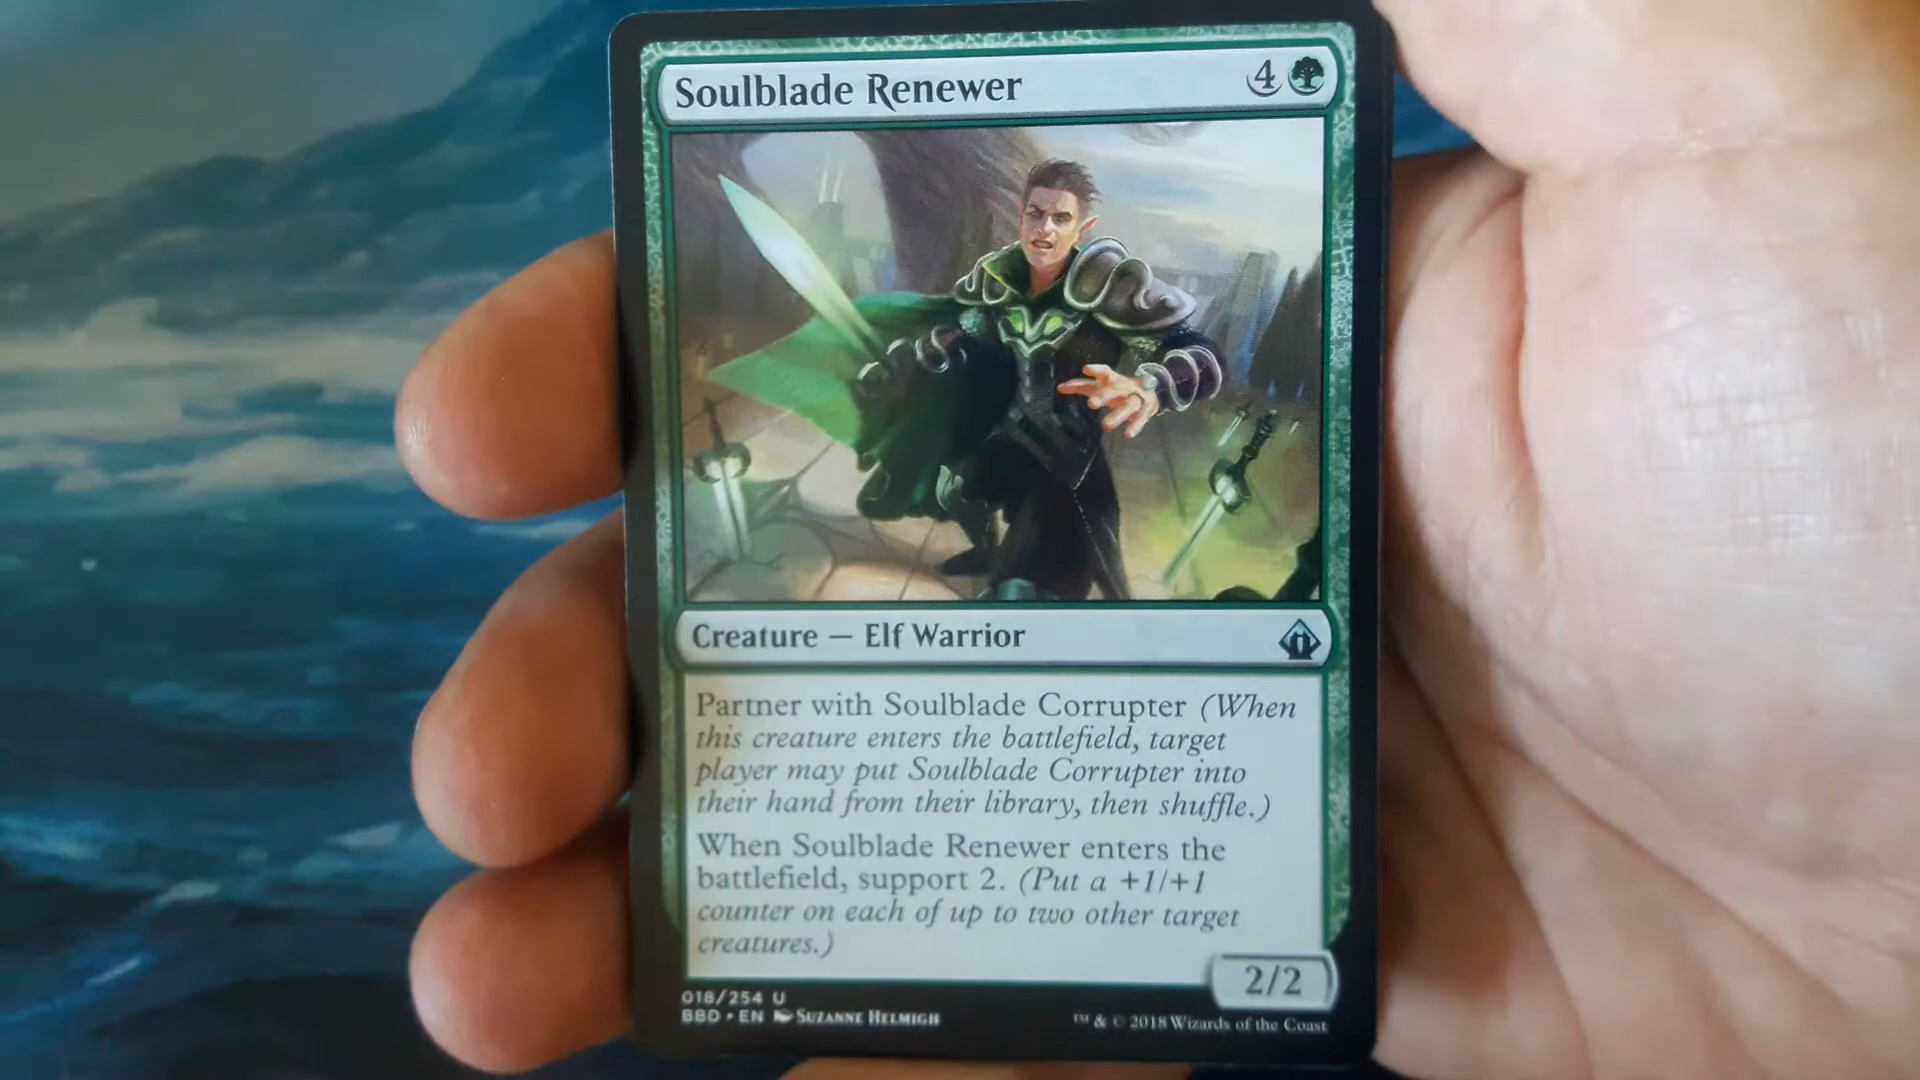 Soulblade Renewer 4
Creature — Elf Warrior
Partner with Soulblade Corrupter (When
this creature enters the battlefield, target
player may put Soulblade Corrupter into
their hand from their library, then shuffle.)
When Soulblade Renewer enters the
battlefield, support 2. (Put a +1/+1
counter on each of up to two other target
creatures.)
2/2
018/254 U
BBD • EN Suzanne Helmigh
™ & © 2018 Wizards of the Coast